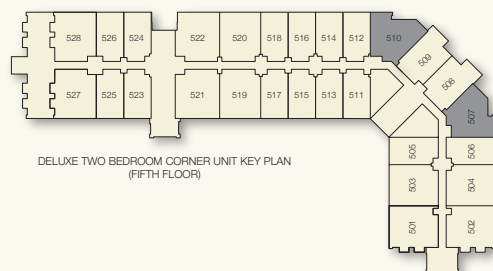 528 526 524 522 520 518 516 514 512 510
509
508
507
527 525 523 521 519 517 515 513 511
505 506
503 504
501 502
DELUXE TWO BEDROOM CORNER UNIT KEY PLAN
(FIFTH FLOOR)